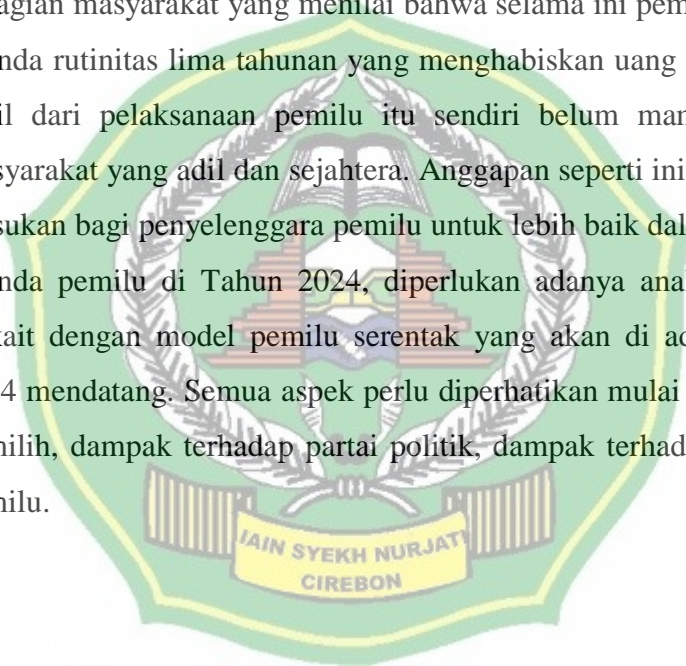 agian masyarakat yang menilai bahwa selama ini pem
nda rutinitas lima tahunan yang menghabiskan uang
il dari pelaksanaan pemilu itu sendiri belum man
syarakat yang adil dan sejahtera. Anggapan seperti ini
sukan bagi penyelenggara pemilu untuk lebih baik dal
nda pemilu di Tahun 2024, diperlukan adanya ana
kait dengan model pemilu serentak yang akan di ad
4 mendatang. Semua aspek perlu diperhatikan mulai
nilih, dampak terhadap partai politik, dampak terhad
nilu.
IAIN SYEKH NURJATI
CIREBON